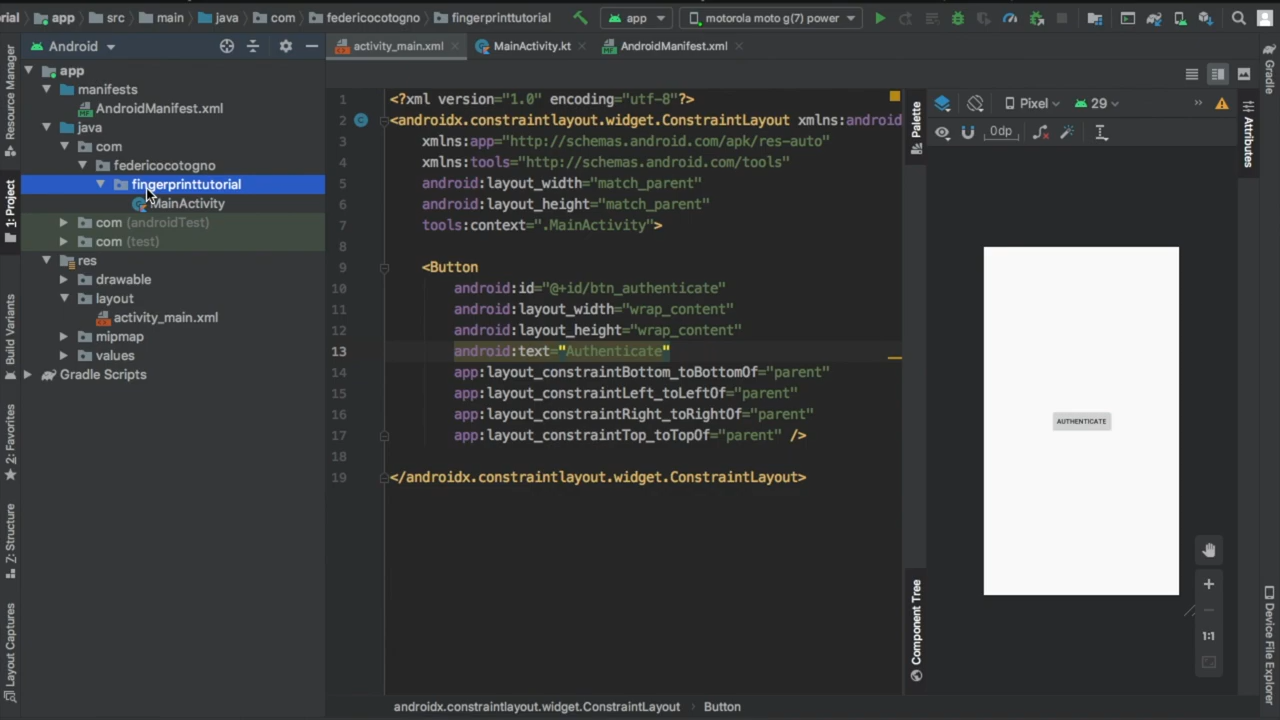 rial
app
src
main
java
com
federicocotogno
fingerprinttutorial
app
motorola moto g(7) power
Android
activity_main.xml
MainActivity.kt
AndroidManifest.xml
Resource Manager
1: Project
Build Variants
2: Favorites
Z: Structure
Layout Captures
app
manifests
AndroidManifest.xml
java
com
federicocotogno
fingerprinttutorial
MainActivity
com (androidTest)
com (test)
res
drawable
layout
activity_main.xml
mipmap
values
Gradle Scripts
1 <?xml version="1.0" encoding="utf-8"?>
2 <androidx.constraintlayout.widget.ConstraintLayout xmlns:android
3 xmlns:app="http://schemas.android.com/apk/res-auto"
4 xmlns:tools="http://schemas.android.com/tools"
5 android:layout_width="match_parent"
6 android:layout_height="match_parent"
7 tools:context=".MainActivity">
8
9 <Button
10 android:id="@+id/btn_authenticate"
11 android:layout_width="wrap_content"
12 android:layout_height="wrap_content"
13 android:text="Authenticate"
14 app:layout_constraintBottom_toBottomOf="parent"
15 app:layout_constraintLeft_toLeftOf="parent"
16 app:layout_constraintRight_toRightOf="parent"
17 app:layout_constraintTop_toTopOf="parent" />
18
19 </androidx.constraintlayout.widget.ConstraintLayout>
Palette
Component Tree
Pixel
29
0dp
AUTHENTICATE
1:1
Gradle
Attributes
Device File Explorer
androidx.constraintlayout.widget.ConstraintLayout
Button